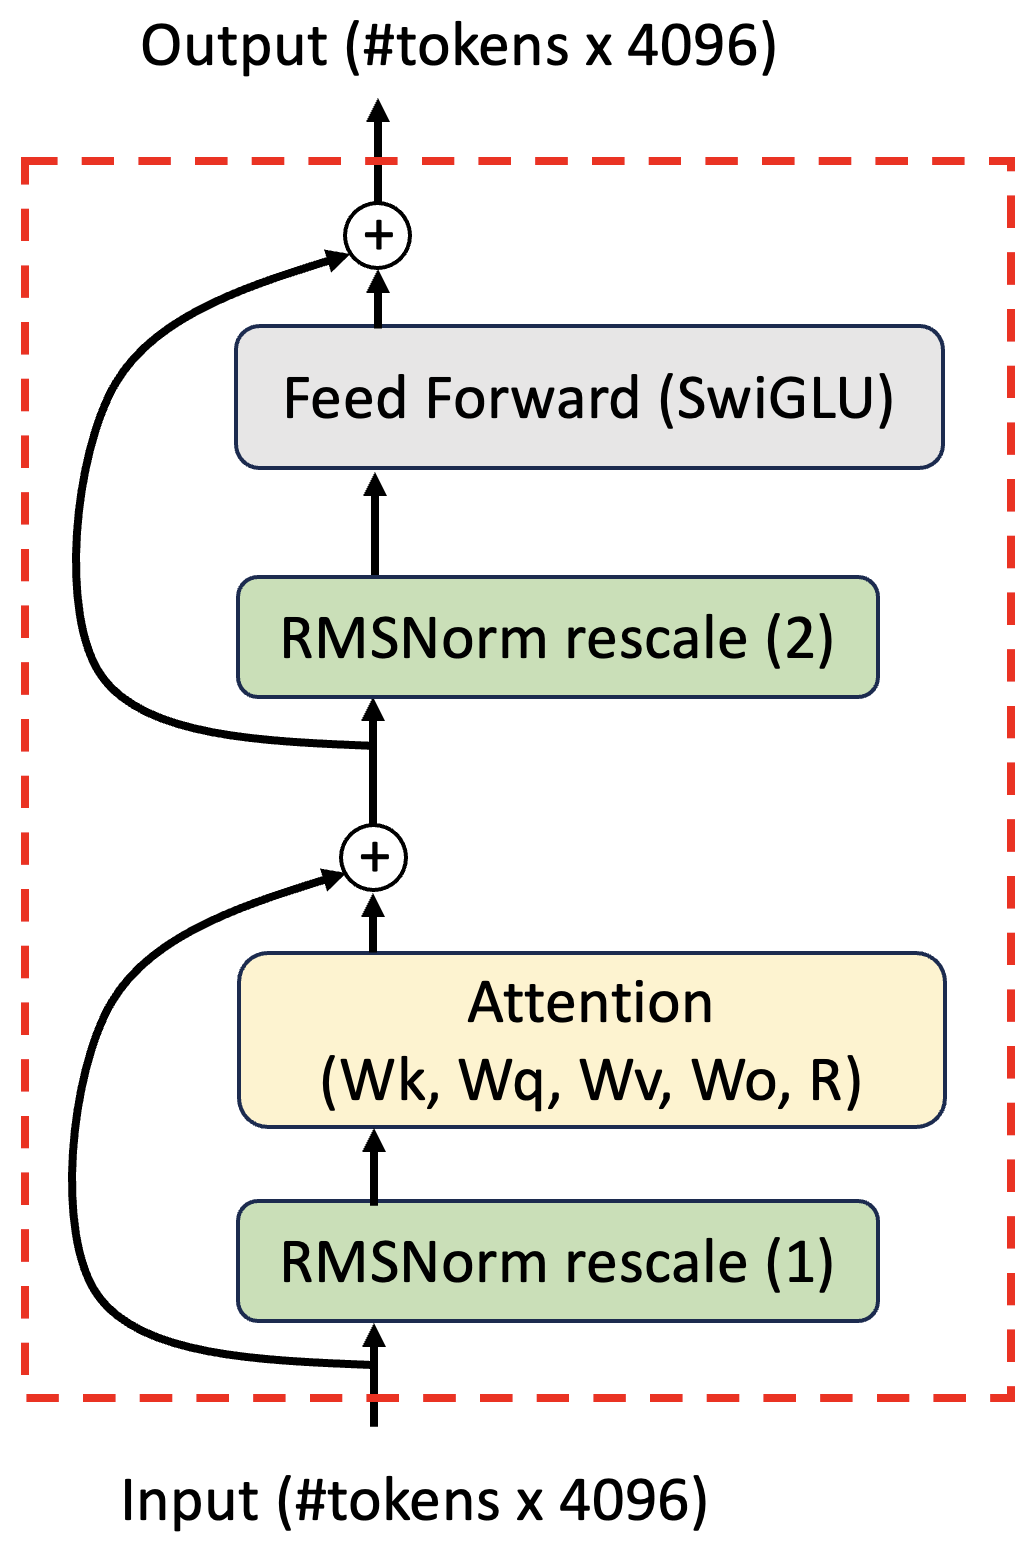 Output (#tokens x 4096)
+
Feed Forward (SwiGLU)
RMSNorm rescale (2)
+
Attention
(Wk, Wq, Wv, Wo, R)
RMSNorm rescale (1)
Input (#tokens x 4096)